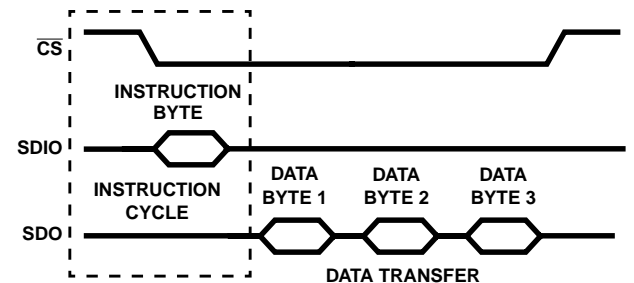 CS
INSTRUCTION
BYTE
SDIO
DATA
BYTE 1
DATA
BYTE 2
DATA
BYTE 3
INSTRUCTION
CYCLE
SDO
DATA TRANSFER